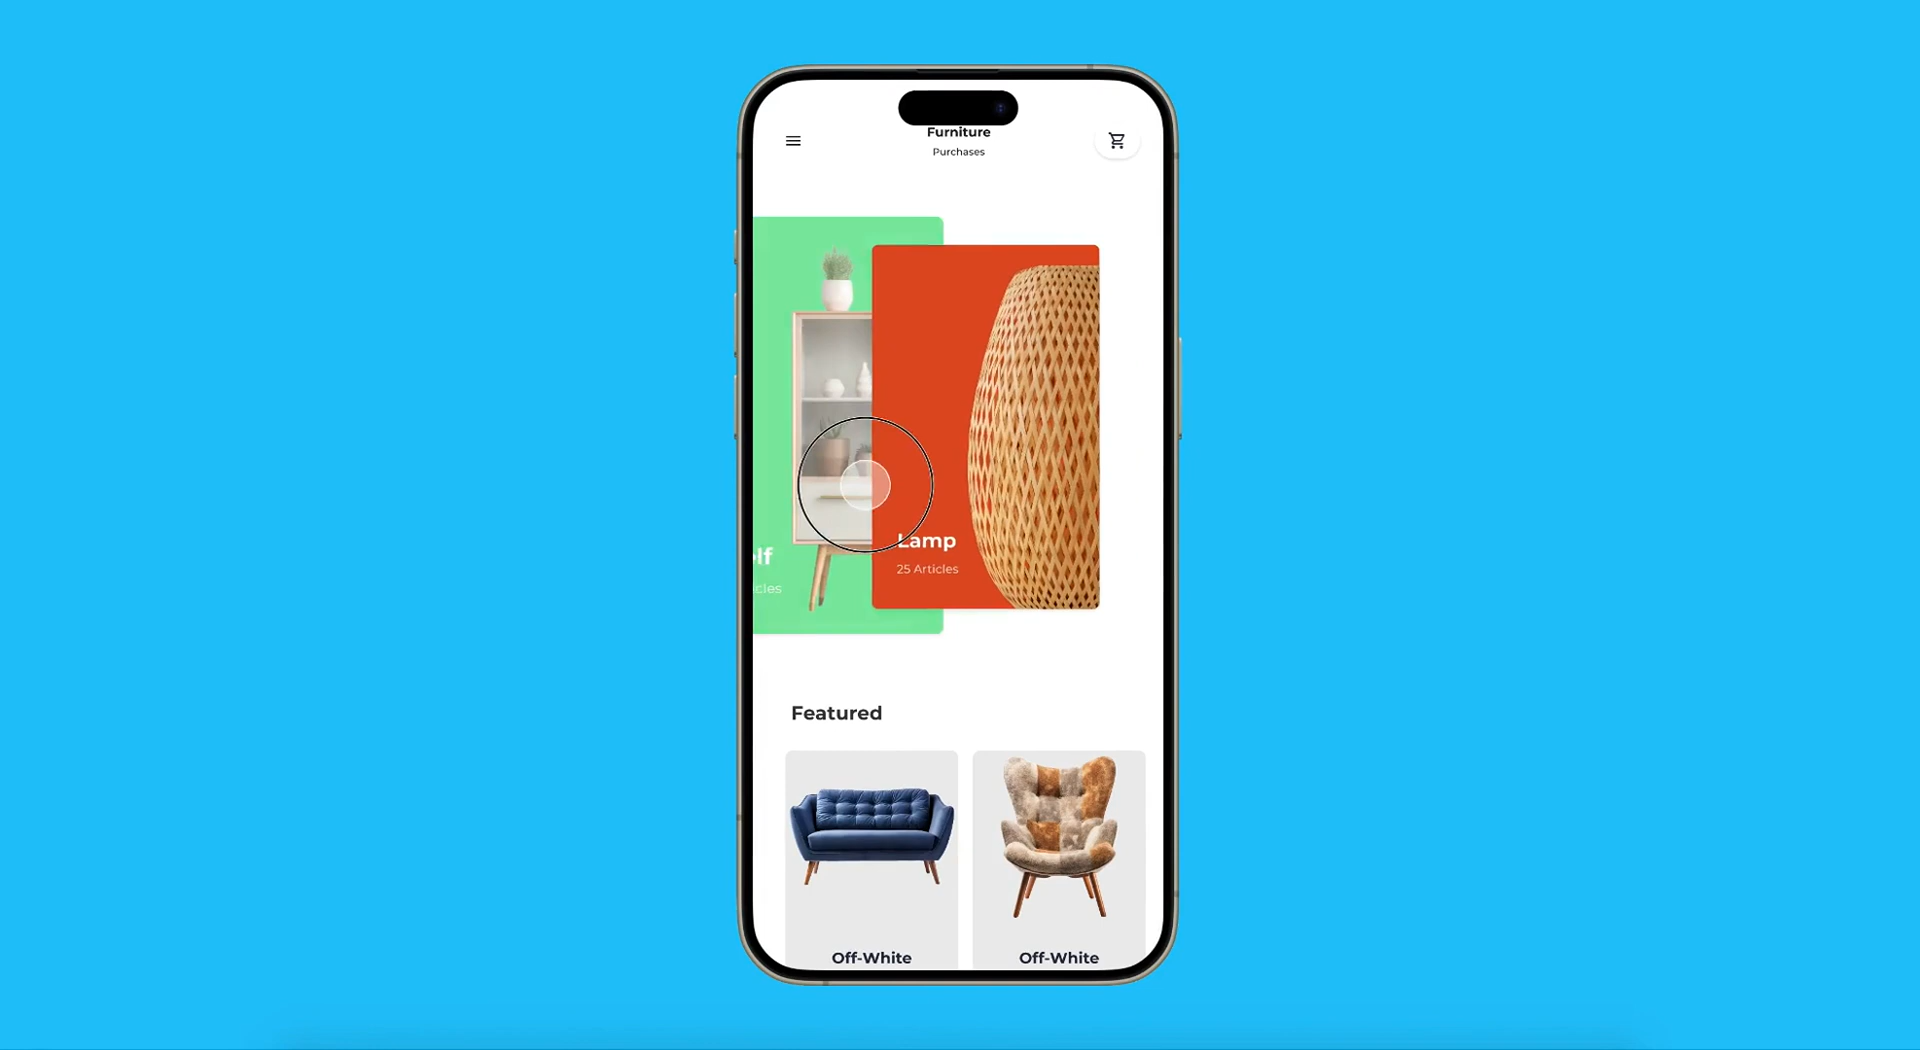 Furniture
Purchases
Lamp
25 Articles
Featured
Off-White
Off-White